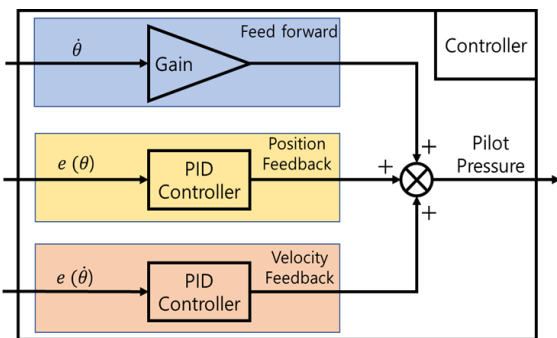 Feed forward
Controller
θ̇
Gain
+
Position
Feedback
e (θ)
PID
Controller
+
Pilot
Pressure
+
Velocity
Feedback
e (θ̇)
PID
Controller